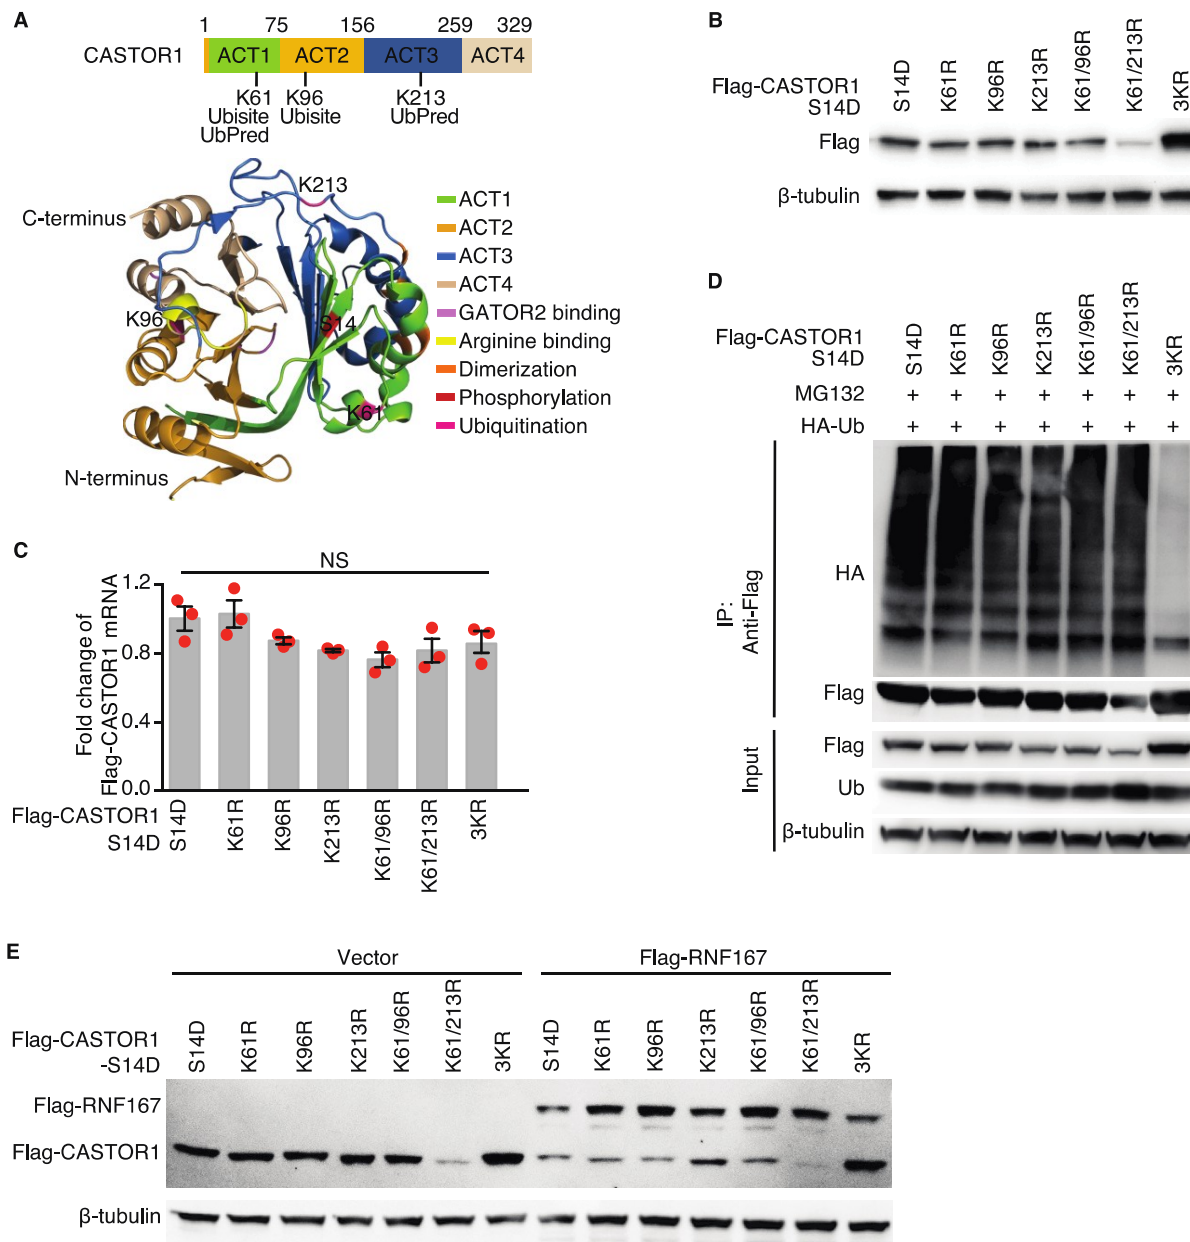 A
1 75 156 259 329
CASTOR1 ACT1 ACT2 ACT3 ACT4
K61 K96 K213
Ubisite Ubisite UbPred
UbPred
K213
C-terminus
K96
S14
K61
N-terminus
ACT1
ACT2
ACT3
ACT4
GATOR2 binding
Arginine binding
Dimerization
Phosphorylation
Ubiquitination
B
Flag-CASTOR1
S14D
S14D K61R K96R K213R K61/96R K61/213R 3KR
Flag
β-tubulin
C
NS
Fold change of
Flag-CASTOR1 mRNA
1.2
0.8
0.4
0.0
Flag-CASTOR1
S14D
S14D K61R K96R K213R K61/96R K61/213R 3KR
D
Flag-CASTOR1
S14D
S14D K61R K96R K213R K61/96R K61/213R 3KR
MG132 + + + + + + +
HA-Ub + + + + + + +
IP:
Anti-Flag
HA
Flag
Input
Flag
Ub
β-tubulin
E
Vector Flag-RNF167
Flag-CASTOR1
-S14D
S14D K61R K96R K213R K61/96R K61/213R 3KR S14D K61R K96R K213R K61/96R K61/213R 3KR
Flag-RNF167
Flag-CASTOR1
β-tubulin